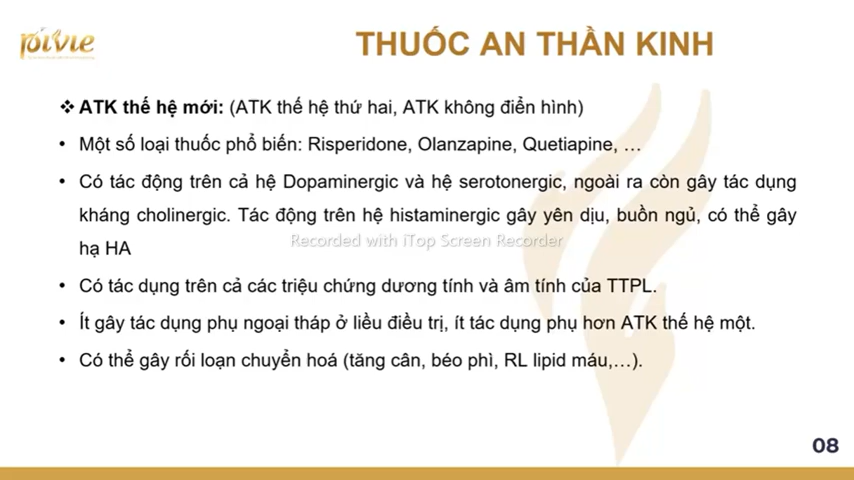 pivie
THUỐC AN THẦN KINH
❖ ATK thế hệ mới: (ATK thế hệ thứ hai, ATK không điển hình)
• Một số loại thuốc phổ biến: Risperidone, Olanzapine, Quetiapine, …
• Có tác động trên cả hệ Dopaminergic và hệ serotonergic, ngoài ra còn gây tác dụng
kháng cholinergic. Tác động trên hệ histaminergic gây yên dịu, buồn ngủ, có thể gây
hạ HA
Recorded with iTop Screen Recorder
• Có tác dụng trên cả các triệu chứng dương tính và âm tính của TTPL.
• Ít gây tác dụng phụ ngoại tháp ở liều điều trị, ít tác dụng phụ hơn ATK thế hệ một.
• Có thể gây rối loạn chuyển hoá (tăng cân, béo phì, RL lipid máu,…).
08